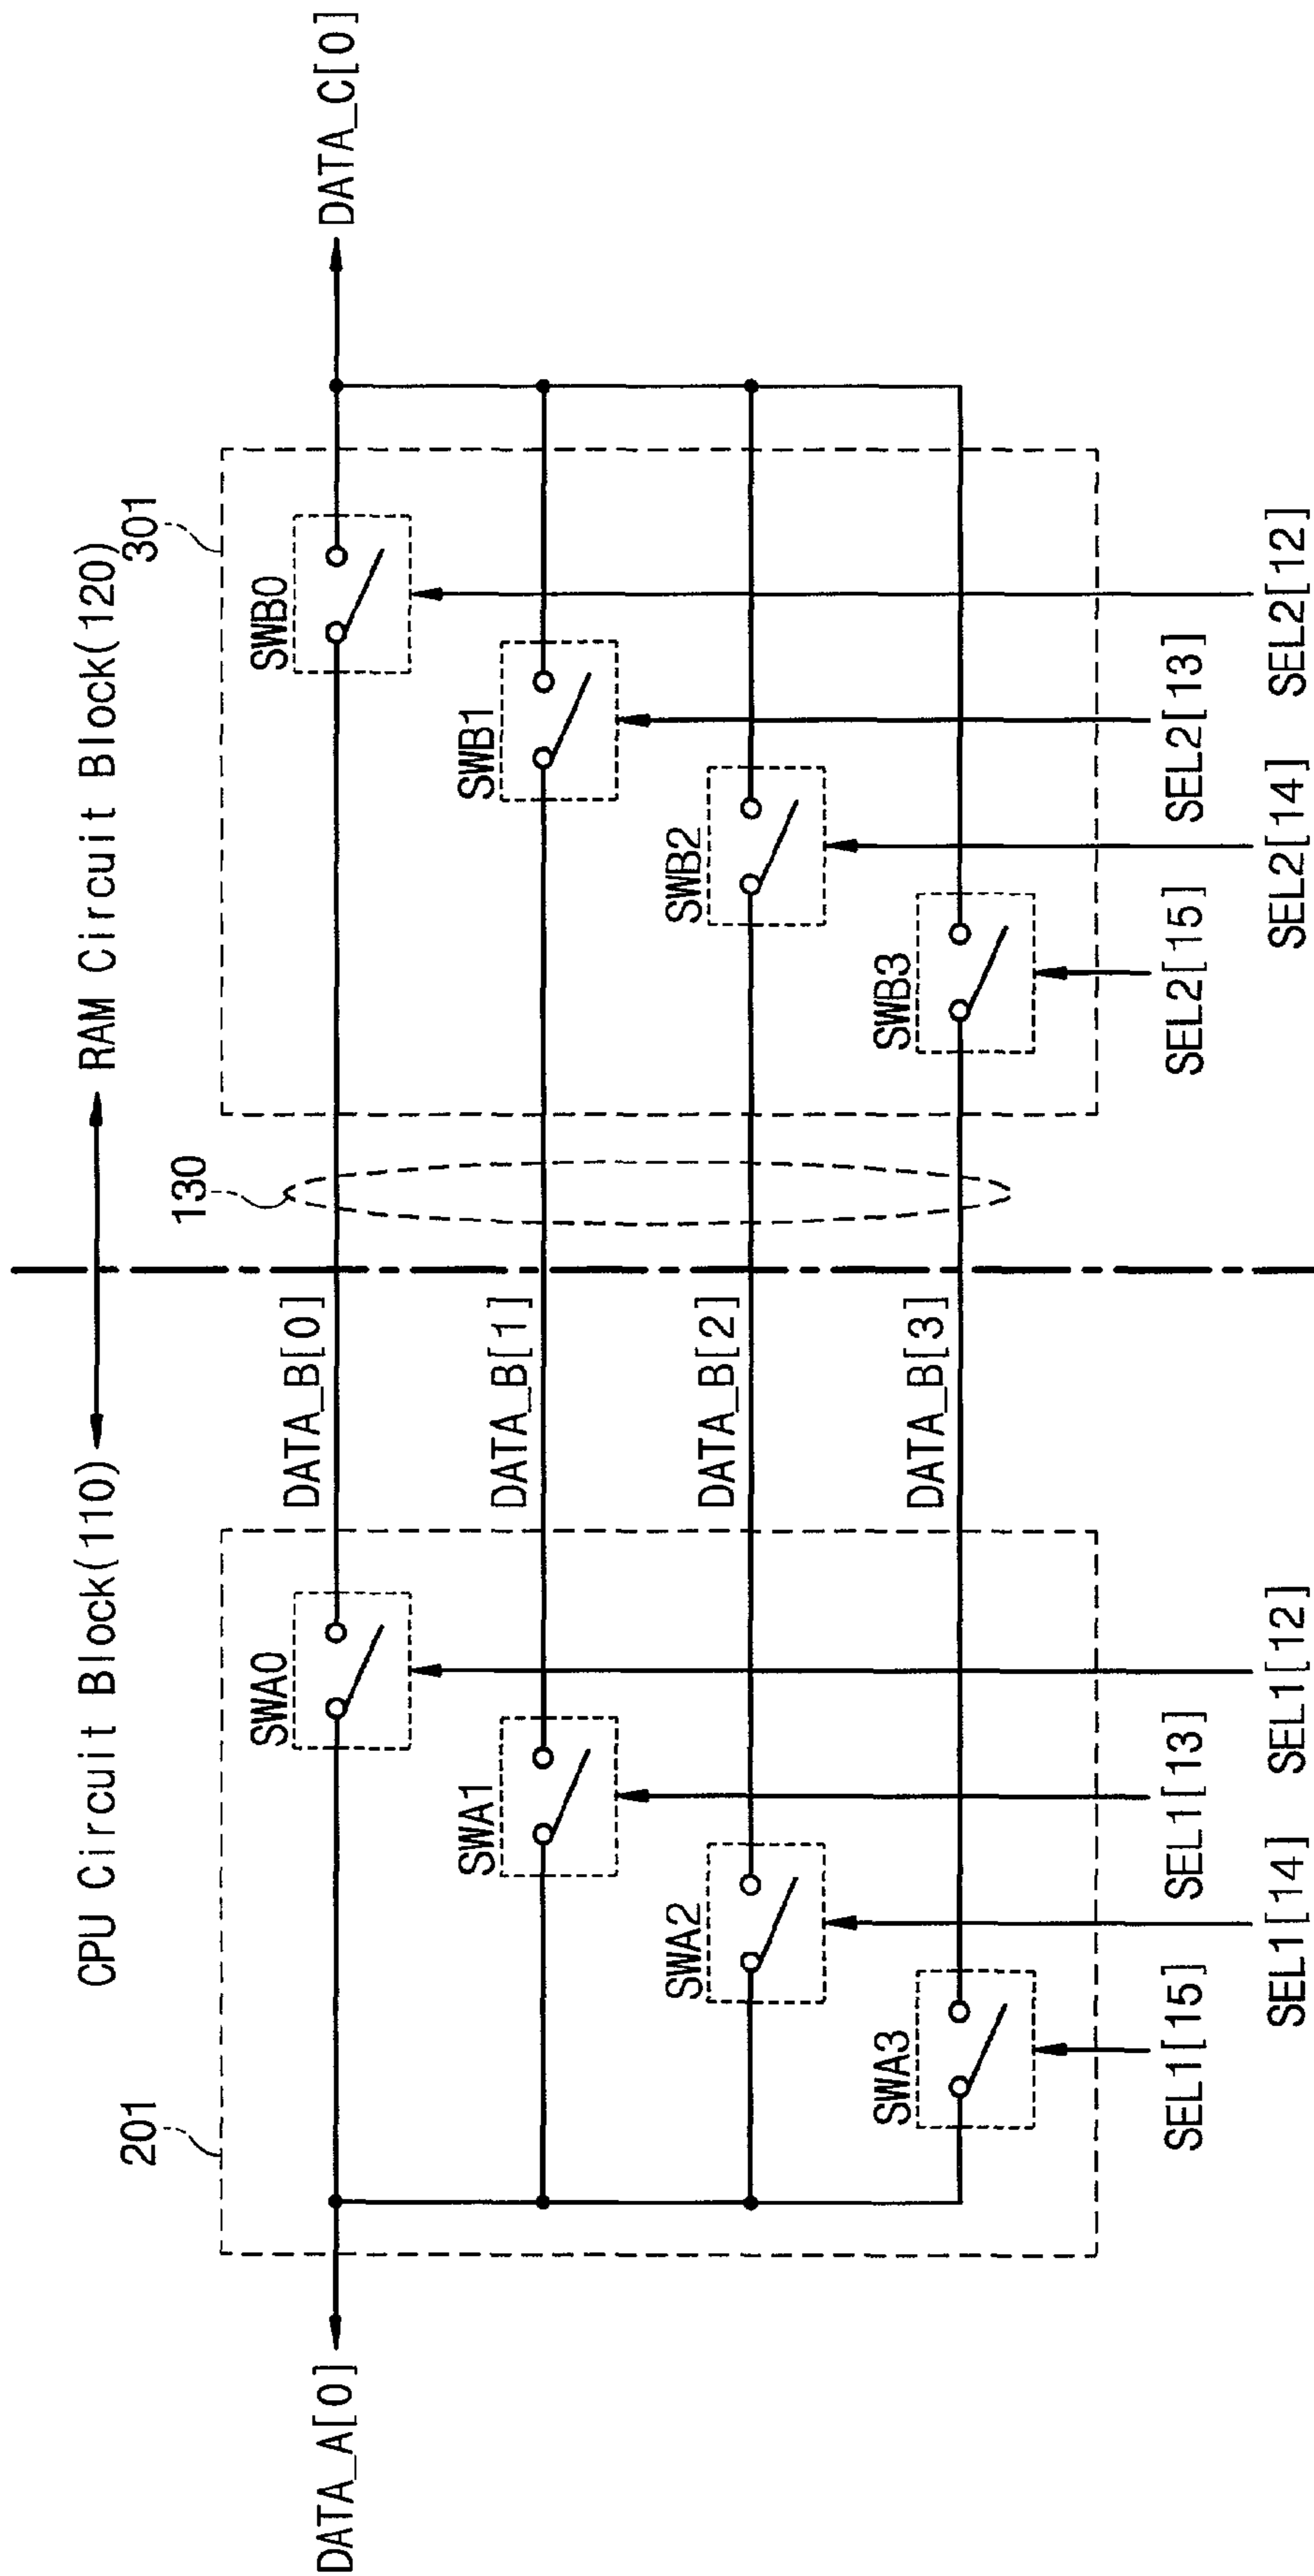 CPU Circuit Block(110)
RAM Circuit Block(120)
201
130
301
DATA_A[0]
SWA0
DATA_B[0]
SWB0
DATA_C[0]
SWA1
DATA_B[1]
SWB1
SWA2
DATA_B[2]
SWB2
SWA3
DATA_B[3]
SWB3
SEL1[15]
SEL1[13]
SEL2[15]
SEL2[13]
SEL1[14]
SEL1[12]
SEL2[14]
SEL2[12]